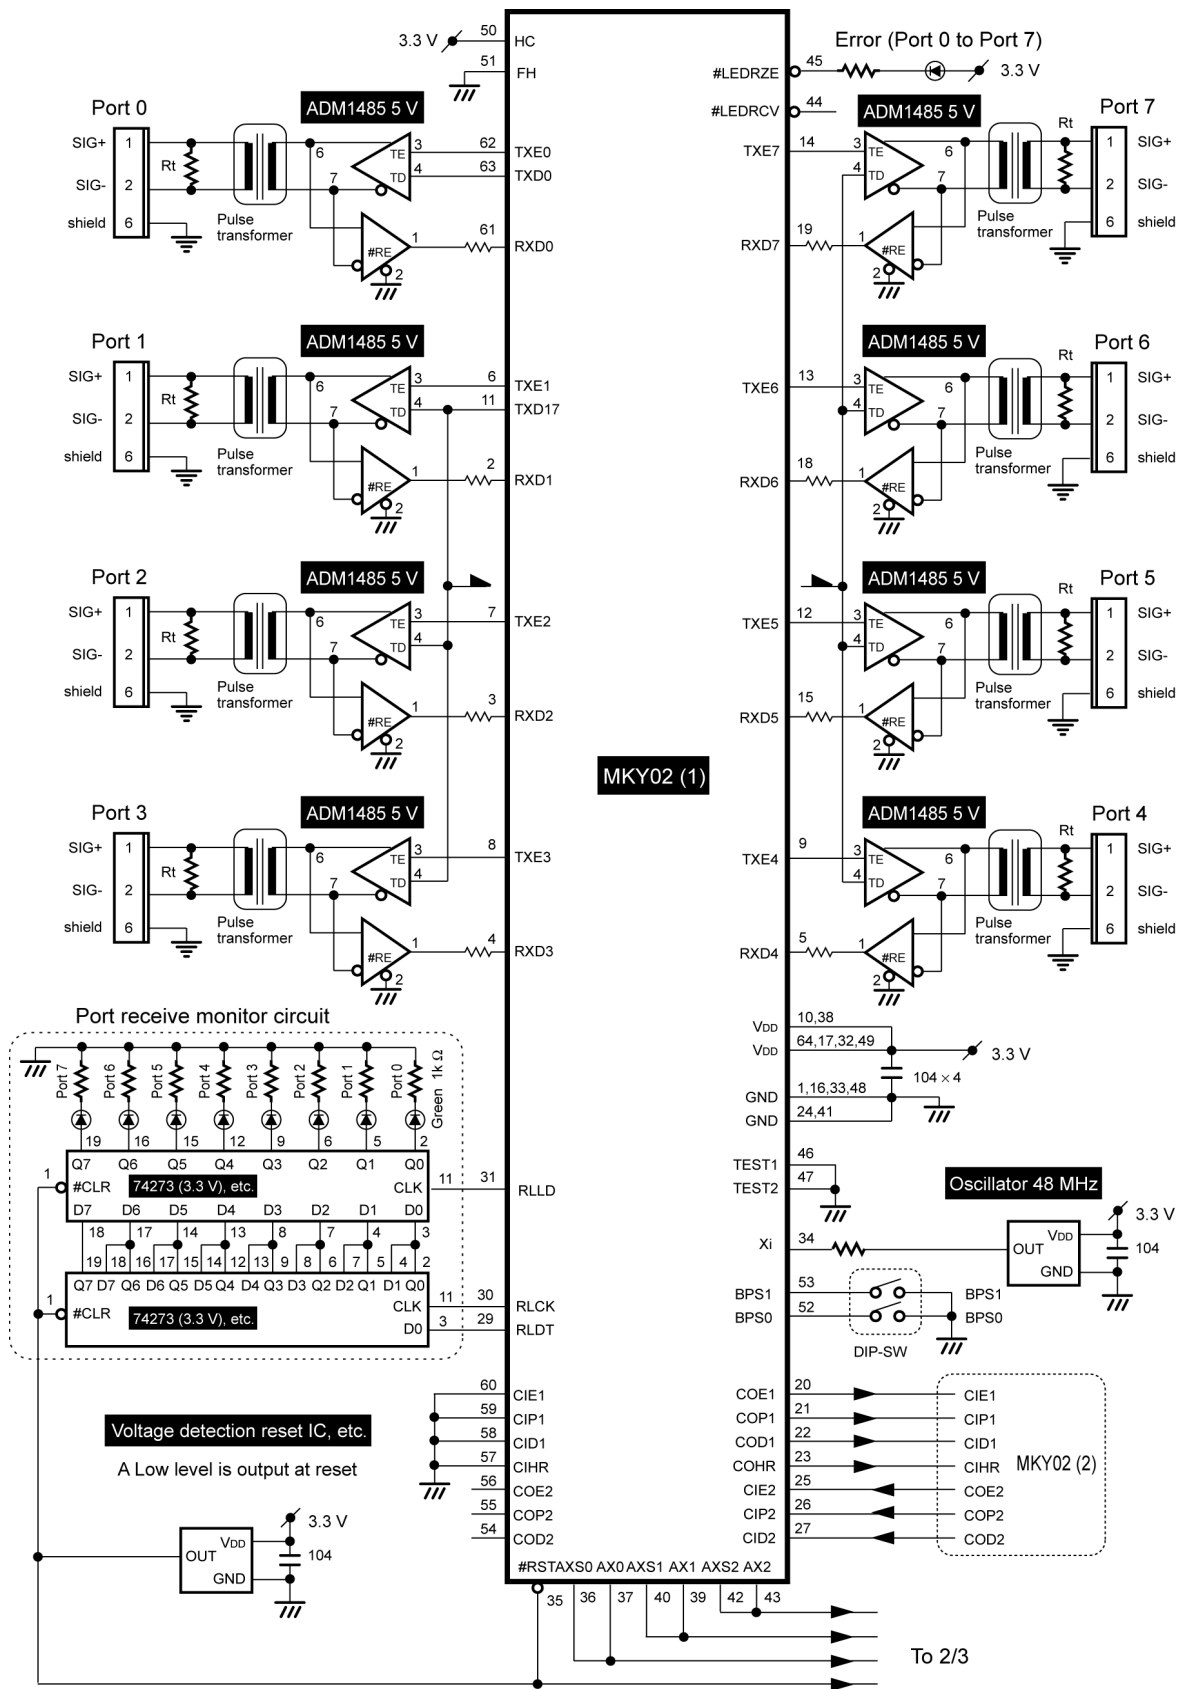 50
3.3 V
HC
51
FH
Error (Port 0 to Port 7)
45
#LEDRZE
3.3 V
44
#LEDRCV
Port 0
ADM1485 5 V
SIG+ 1
Rt
SIG- 2
shield 6
Pulse
transformer
6
7
TE 3 62 TXE0
TD 4 63 TXD0
#RE 1 61 RXD0
2
Port 1
ADM1485 5 V
SIG+ 1
Rt
SIG- 2
shield 6
Pulse
transformer
6
7
TE 3 6 TXE1
TD 4 11 TXD17
#RE 1 2 RXD1
2
Port 2
ADM1485 5 V
SIG+ 1
Rt
SIG- 2
shield 6
Pulse
transformer
6
7
TE 3 7 TXE2
TD 4
#RE 1 3 RXD2
2
Port 3
ADM1485 5 V
SIG+ 1
Rt
SIG- 2
shield 6
Pulse
transformer
6
7
TE 3 8 TXE3
TD 4
#RE 1 4 RXD3
2
MKY02 (1)
ADM1485 5 V
Port 7
TXE7 14 3 TE
4 TD
6
7
RXD7 19 1 #RE
2
Rt
1 SIG+
2 SIG-
6 shield
Pulse
transformer
ADM1485 5 V
Port 6
TXE6 13 3 TE
4 TD
6
7
RXD6 18 1 #RE
2
Rt
1 SIG+
2 SIG-
6 shield
Pulse
transformer
ADM1485 5 V
Port 5
TXE5 12 3 TE
4 TD
6
7
RXD5 15 1 #RE
2
Rt
1 SIG+
2 SIG-
6 shield
Pulse
transformer
ADM1485 5 V
Port 4
TXE4 9 3 TE
4 TD
6
7
RXD4 5 1 #RE
2
Rt
1 SIG+
2 SIG-
6 shield
Pulse
transformer
Port receive monitor circuit
Port 7 Port 6 Port 5 Port 4 Port 3 Port 2 Port 1 Port 0 Green 1k Ω
19 16 15 12 9 6 5 2
Q7 Q6 Q5 Q4 Q3 Q2 Q1 Q0
1 #CLR 74273 (3.3 V), etc. CLK 11 31 RLLD
D7 D6 D5 D4 D3 D2 D1 D0
18 17 14 13 8 7 4 3
19 18 16 17 15 14 12 13 9 8 6 7 5 4 2
Q7 D7 Q6 D6 Q5 D5 Q4 D4 Q3 D3 Q2 D2 Q1 D1 Q0
1 #CLR 74273 (3.3 V), etc. CLK 11 30 RLCK
D0 3 29 RLDT
VDD 10,38
VDD 64,17,32,49
3.3 V
104 × 4
GND 1,16,33,48
GND 24,41
TEST1 46
TEST2 47
Oscillator 48 MHz
3.3 V
Xi 34
OUT
VDD
GND
104
BPS1 53 BPS1
BPS0 52 BPS0
DIP-SW
60 CIE1
59 CIP1
58 CID1
57 CIHR
56 COE2
55 COP2
54 COD2
COE1 20 CIE1
COP1 21 CIP1
COD1 22 CID1
COHR 23 CIHR
CIE2 25 COE2
CIP2 26 COP2
CID2 27 COD2
MKY02 (2)
Voltage detection reset IC, etc.
A Low level is output at reset
3.3 V
VDD
OUT
GND
104
#RST AXS0 AX0 AXS1 AX1 AXS2 AX2
35 36 37 40 39 42 43
To 2/3